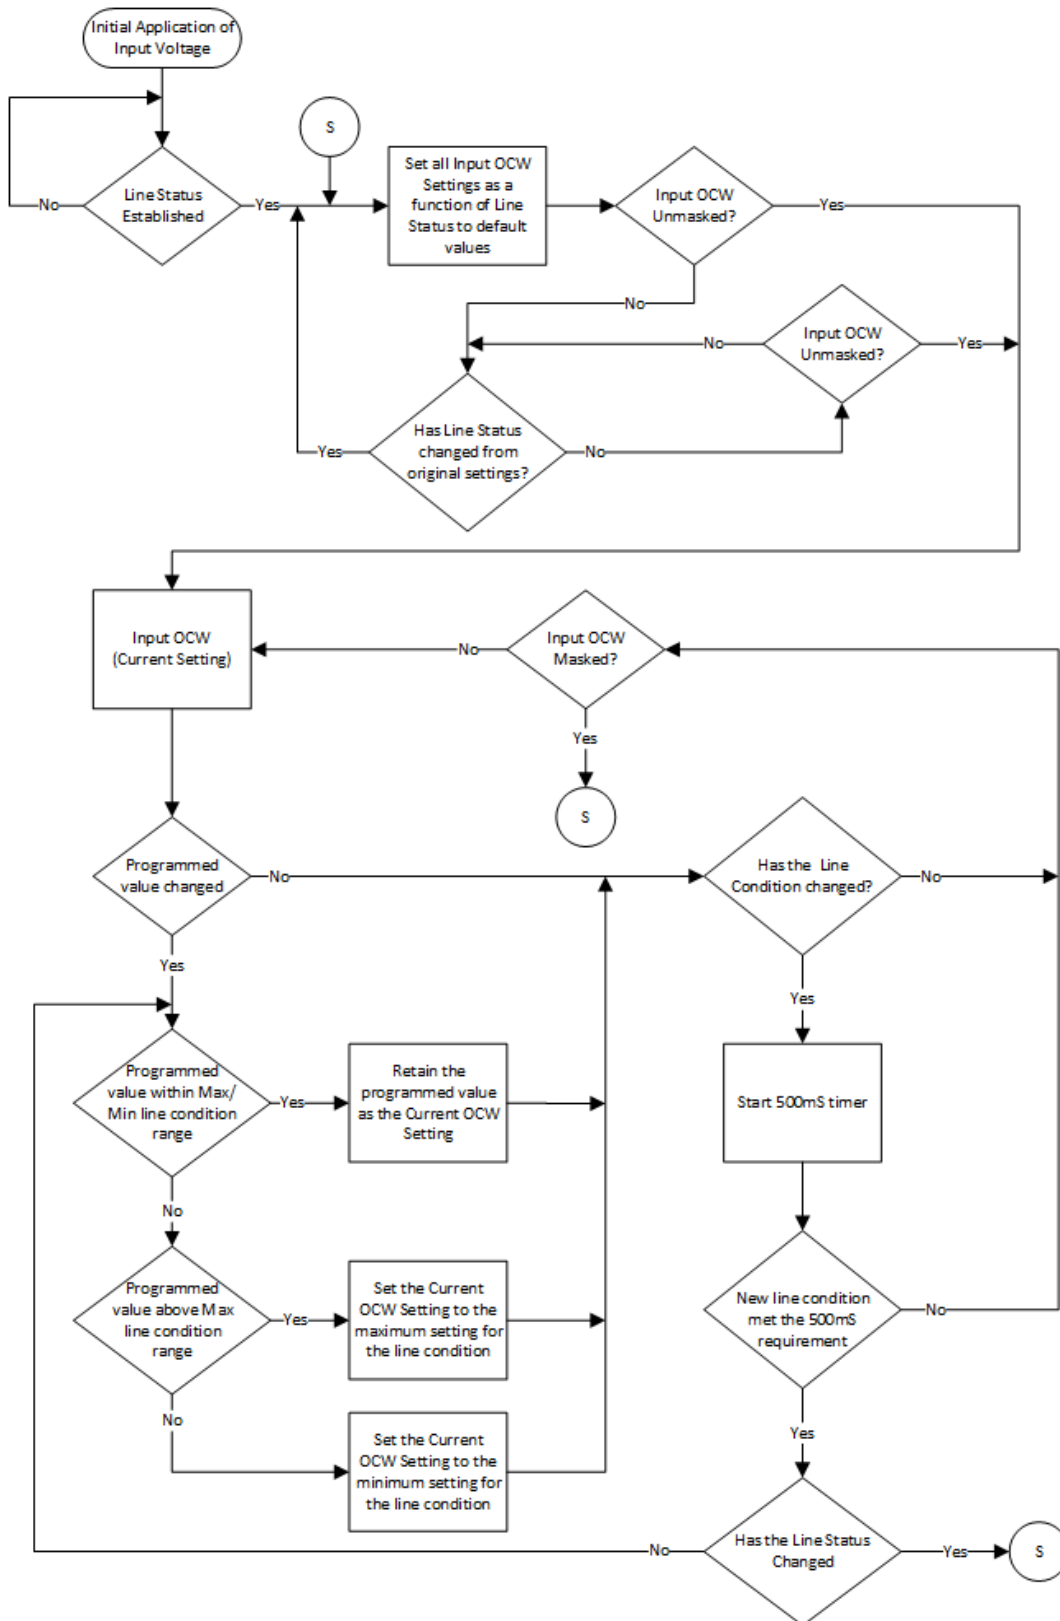 Initial Application of
Input Voltage
S
Line Status
Established
No
Yes
Set all Input OCW
Settings as a
function of Line
Status to default
values
Input OCW
Unmasked?
Yes
No
Input OCW
Unmasked?
No
Yes
Has Line Status
changed from
original settings?
Yes
No
Input OCW
(Current Setting)
Input OCW
Masked?
No
Yes
S
Programmed
value changed
No
Yes
Has the Line
Condition changed?
No
Yes
Programmed
value within Max/
Min line condition
range
Yes
No
Retain the
programmed value
as the Current OCW
Setting
Start 500mS timer
Programmed
value above Max
line condition
range
Yes
No
Set the Current
OCW Setting to the
maximum setting for
the line condition
New line condition
met the 500mS
requirement
No
Yes
Set the Current
OCW Setting to the
minimum setting for
the line condition
Has the Line Status
Changed
No
Yes
S